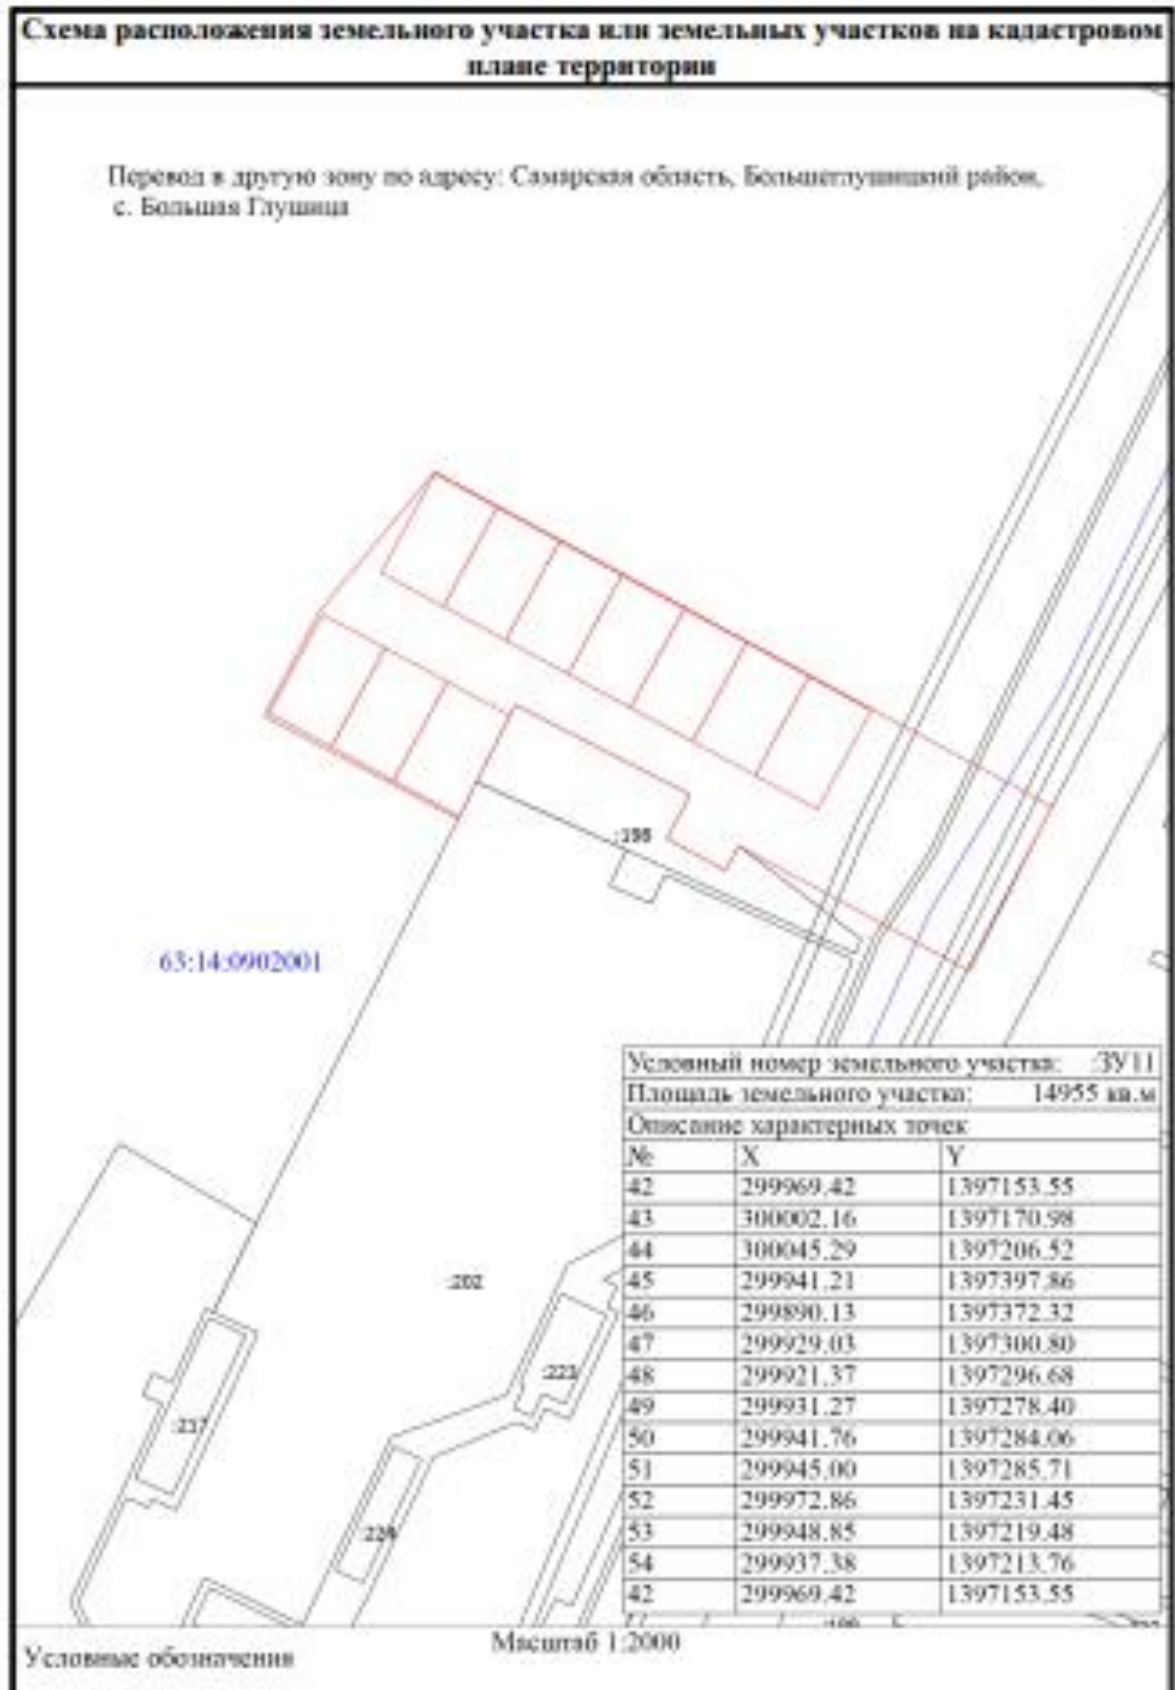 Схема расположения земельного участка или земельных участков на кадастровом
плане территории
Перевод в другую зону по адресу: Самарская область, Большеглушицкий район,
с. Большая Глушица
:198
63:14:0902001
Условный номер земельного участка: :ЗУ11
Площадь земельного участка: 14955 кв.м
Описание характерных точек
№ X Y
42 299969.42 1397153.55
43 300002.16 1397170.98
44 300045.29 1397206.52
45 299941.21 1397397.86
46 299890.13 1397372.32
47 299929.03 1397300.80
48 299921.37 1397296.68
49 299931.27 1397278.40
50 299941.76 1397284.06
51 299945.00 1397285.71
52 299972.86 1397231.45
53 299948.85 1397219.48
54 299937.38 1397213.76
42 299969.42 1397153.55
:202
:223
:217
Масштаб 1:2000
Условные обозначения